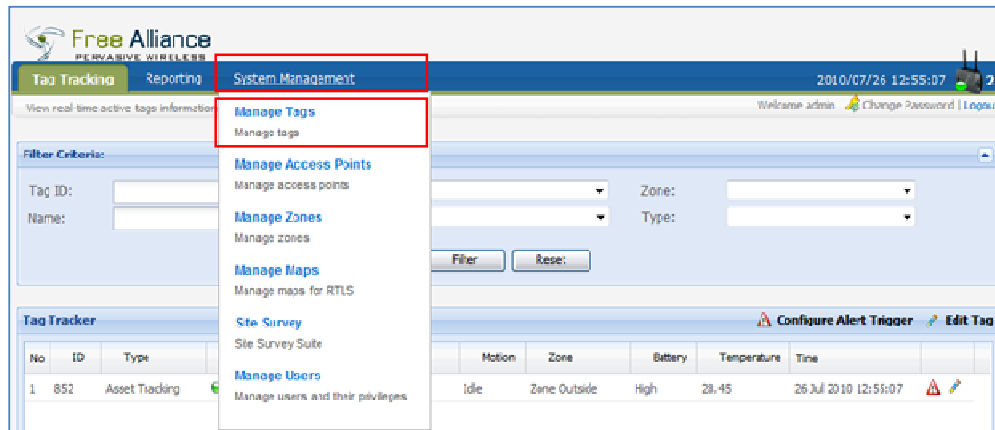 Free Alliance
PERVASIVE WIRELESS
Tag Tracking Reporting System Management 2010/07/26 12:55:07 2
View real-time active tags information Welcome admin Change Password | Logou
Manage Tags
Manage tags
Filter Criteria:
Manage Access Points
Manage access points
Tag ID: Zone:
Manage Zones
Name: Type:
Manage zones
Filter Reset
Manage Maps
Manage maps for RTLS
Tag Tracker Site Survey Configure Alert Trigger Edit Tag
Site Survey Suite
No ID Type Motion Zone Battery Temperature Time
Manage Users
1 852 Asset Tracking Idle Zone Outside High 28.45 26 Jul 2010 12:55:07
Manage users and their privileges